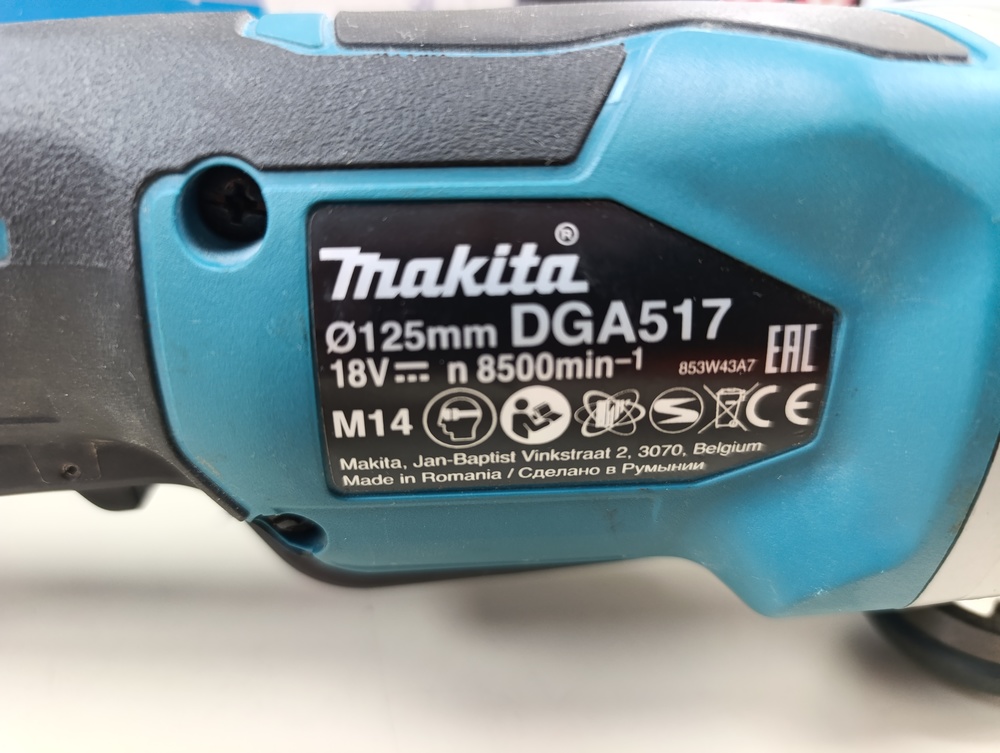 makita®
Ø125mm DGA517
18V⎓ n 8500min⁻¹ 853W43A7 EAC
M14 CE
Makita, Jan-Baptist Vinkstraat 2, 3070, Belgium
Made in Romania / Сделано в Румынии